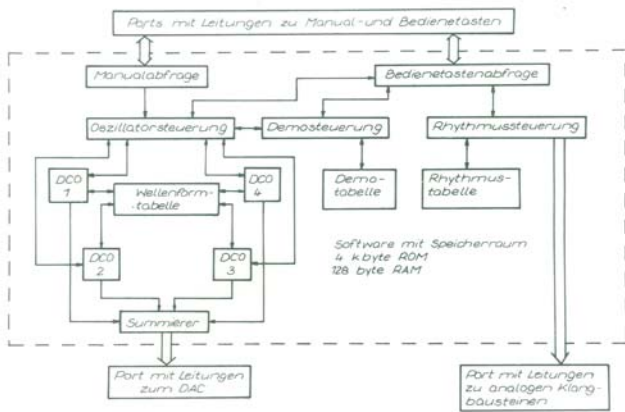 Ports mit Leitungen zu Manual-und Bedienetasten
Manualabfrage
Bedienetastenabfrage
Oszillatorsteuerung
Demosteuerung
Rhythmussteuerung
DCO
1
Wellenform-
-tabelle
DCO
4
Demo-
tabelle
Rhythmus-
tabelle
DCO
2
DCO
3
Software mit Speicherraum
4 kbyte ROM
128 byte RAM
Summierer
Port mit Leitungen
zum DAC
Port mit Leitungen
zu analogen Klang-
bausteinen